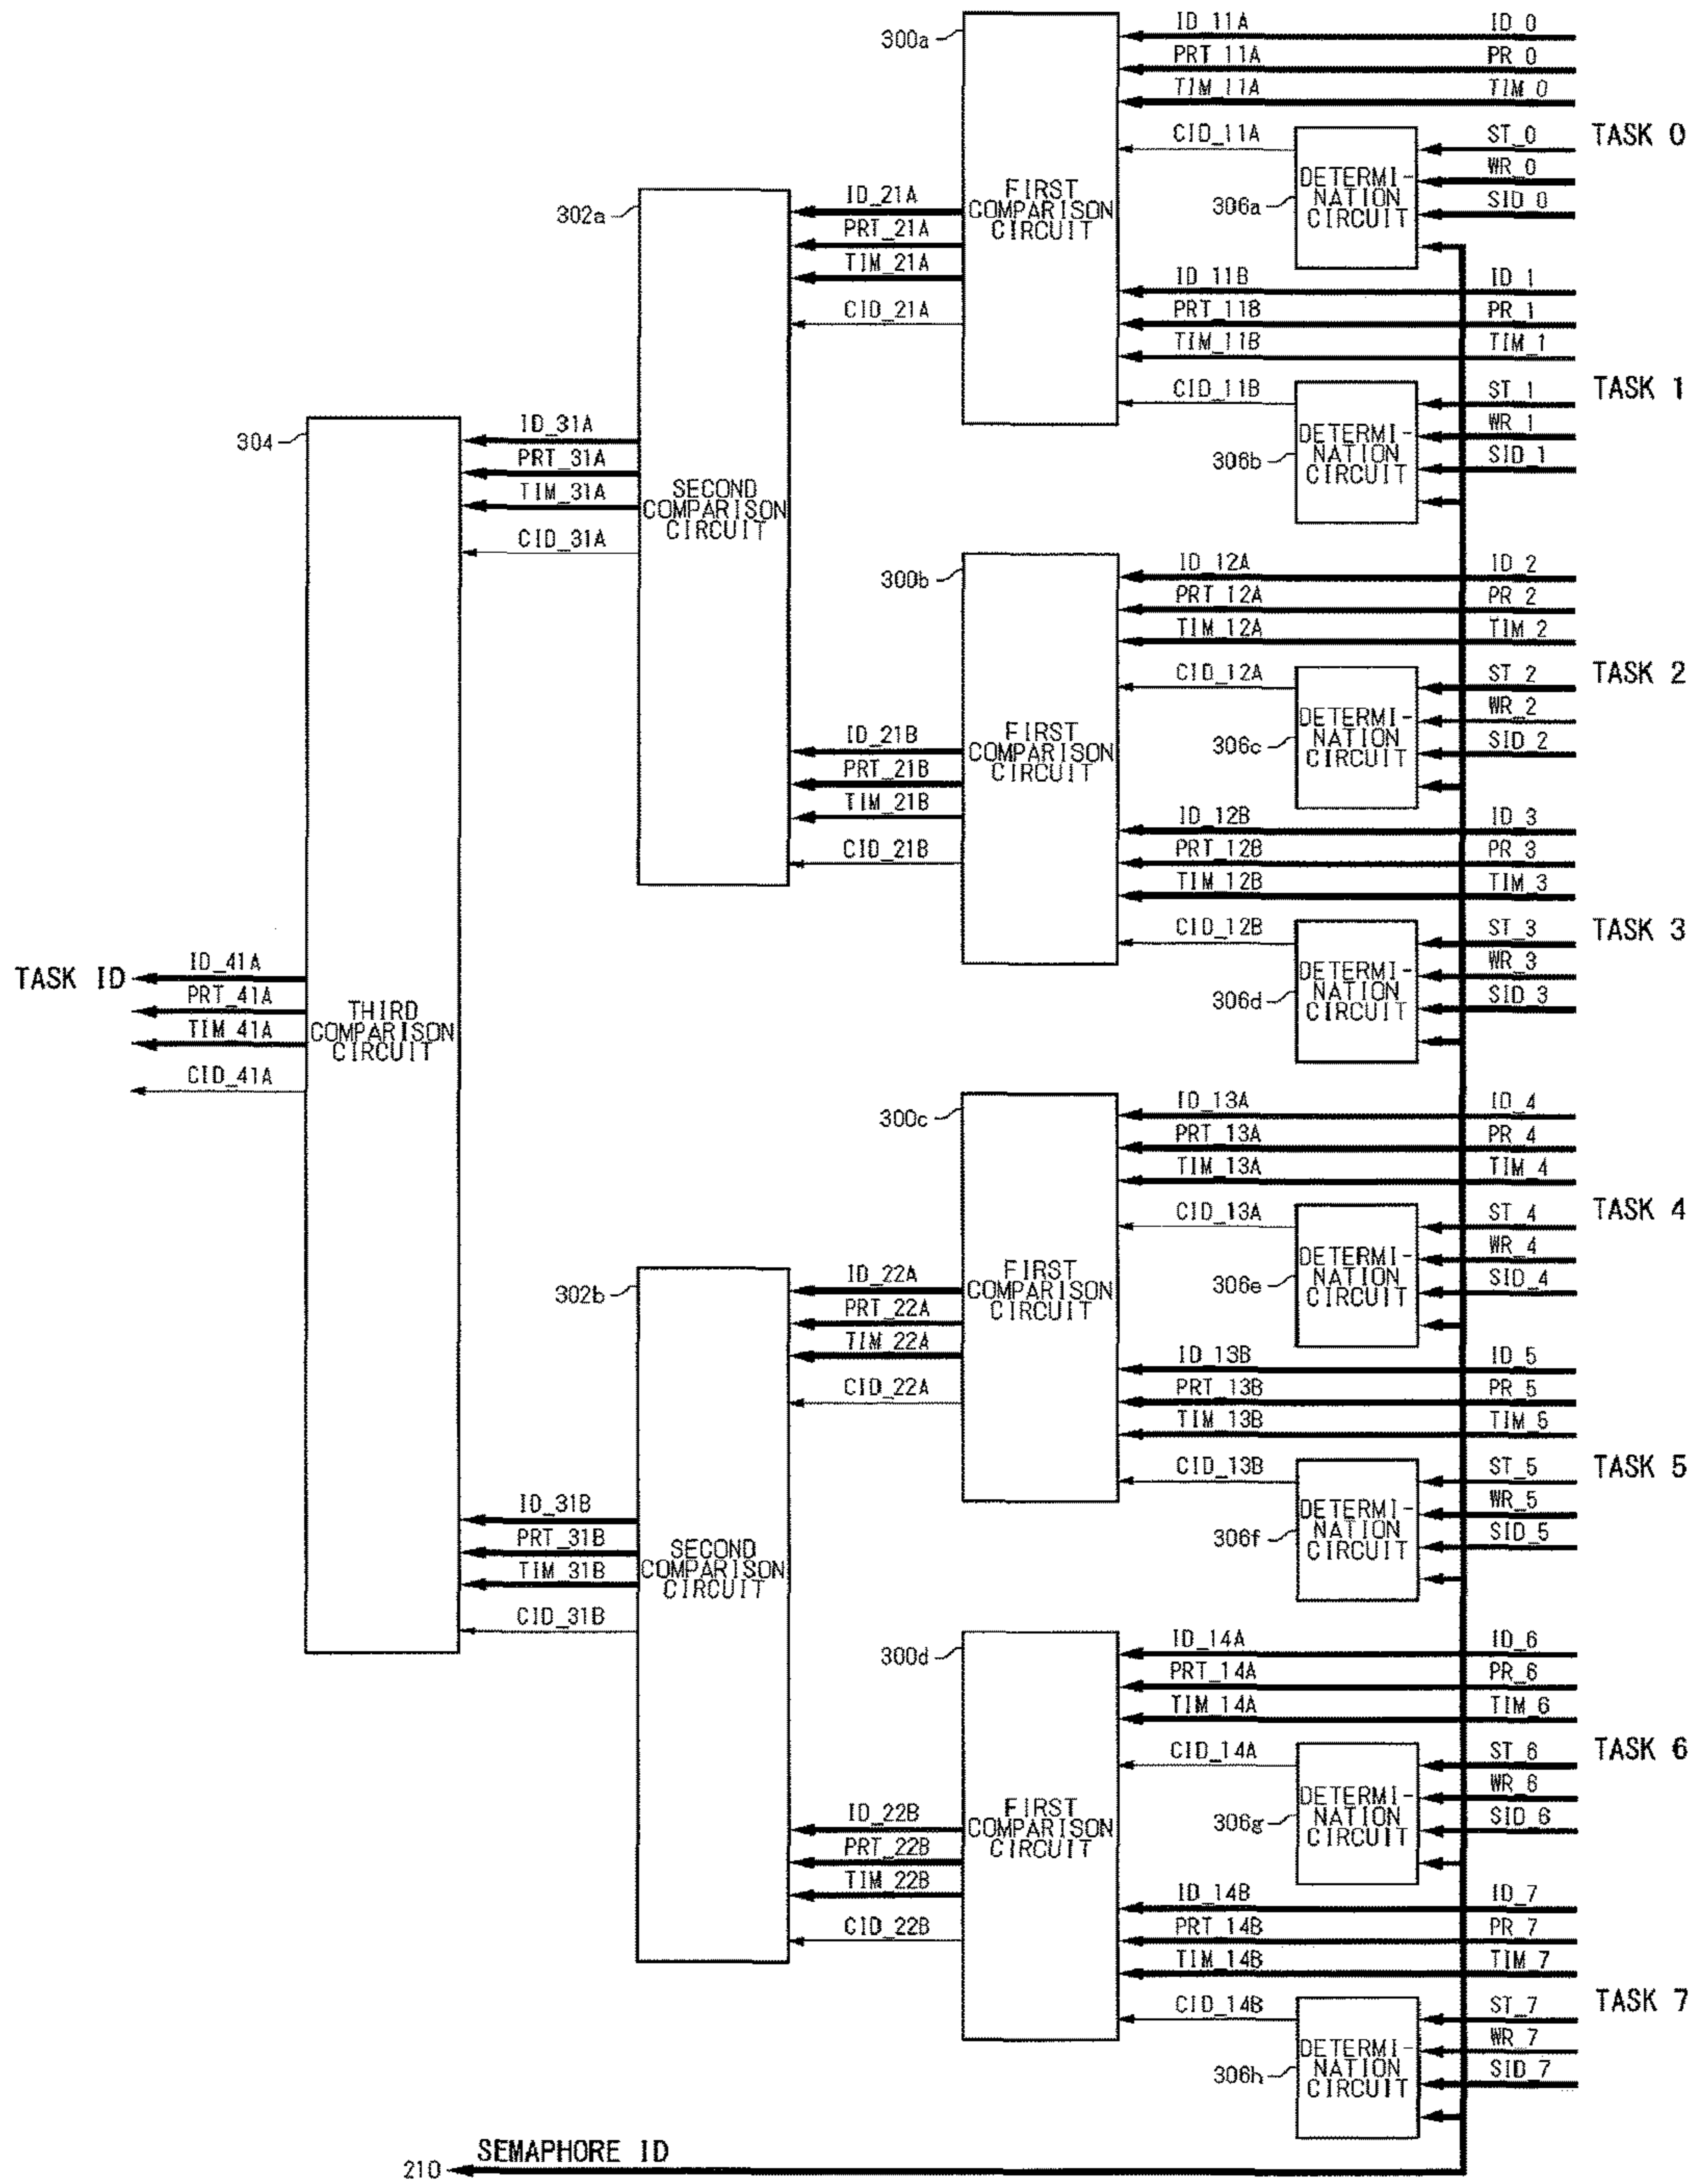 300a
ID_11A ID_0
PRT_11A PR_0
TIM_11A TIM_0
TASK 0
CID_11A ST_0
WR_0
SID_0
306a
DETERMI-
NATION
CIRCUIT
FIRST
COMPARISON
CIRCUIT
302a
ID_21A
PRT_21A
TIM_21A
CID_21A
ID_11B ID_1
PRT_11B PR_1
TIM_11B TIM_1
TASK 1
CID_11B ST_1
WR_1
SID_1
306b
DETERMI-
NATION
CIRCUIT
304
ID_31A
PRT_31A
TIM_31A
CID_31A
SECOND
COMPARISON
CIRCUIT
300b
ID_12A ID_2
PRT_12A PR_2
TIM_12A TIM_2
TASK 2
CID_12A ST_2
WR_2
SID_2
306c
DETERMI-
NATION
CIRCUIT
FIRST
COMPARISON
CIRCUIT
ID_21B
PRT_21B
TIM_21B
CID_21B
ID_12B ID_3
PRT_12B PR_3
TIM_12B TIM_3
TASK 3
CID_12B ST_3
WR_3
SID_3
306d
DETERMI-
NATION
CIRCUIT
TASK ID
ID_41A
PRT_41A
TIM_41A
CID_41A
THIRD
COMPARISON
CIRCUIT
300c
ID_13A ID_4
PRT_13A PR_4
TIM_13A TIM_4
TASK 4
CID_13A ST_4
WR_4
SID_4
306e
DETERMI-
NATION
CIRCUIT
FIRST
COMPARISON
CIRCUIT
302b
ID_22A
PRT_22A
TIM_22A
CID_22A
ID_13B ID_5
PRT_13B PR_5
TIM_13B TIM_5
TASK 5
CID_13B ST_5
WR_5
SID_5
306f
DETERMI-
NATION
CIRCUIT
ID_31B
PRT_31B
TIM_31B
CID_31B
SECOND
COMPARISON
CIRCUIT
300d
ID_14A ID_6
PRT_14A PR_6
TIM_14A TIM_6
TASK 6
CID_14A ST_6
WR_6
SID_6
306g
DETERMI-
NATION
CIRCUIT
FIRST
COMPARISON
CIRCUIT
ID_22B
PRT_22B
TIM_22B
CID_22B
ID_14B ID_7
PRT_14B PR_7
TIM_14B TIM_7
TASK 7
CID_14B ST_7
WR_7
SID_7
306h
DETERMI-
NATION
CIRCUIT
SEMAPHORE ID
210